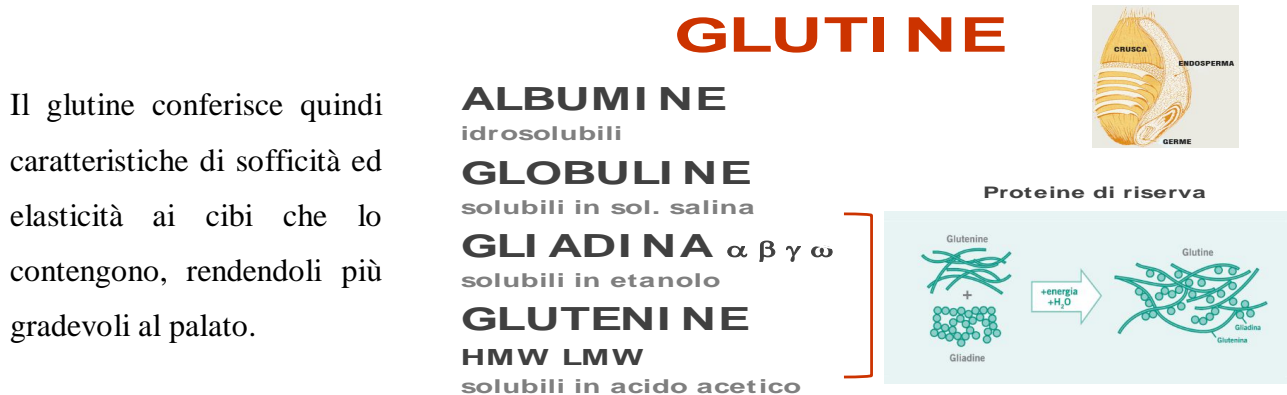 GLUTINE
Il glutine conferisce quindi
caratteristiche di sofficità ed
elasticità ai cibi che lo
contengono, rendendoli più
gradevoli al palato.
ALBUMINE
idrosolubili
GLOBULINE
solubili in sol. salina
GLIADINA α β γ ω
solubili in etanolo
GLUTENINE
HMW LMW
solubili in acido acetico
CRUSCA
ENDOSPERMA
GERME
Proteine di riserva
Glutenine
+
Gliadine
+energia
+H₂O
Glutine
Gliadina
Glutenina